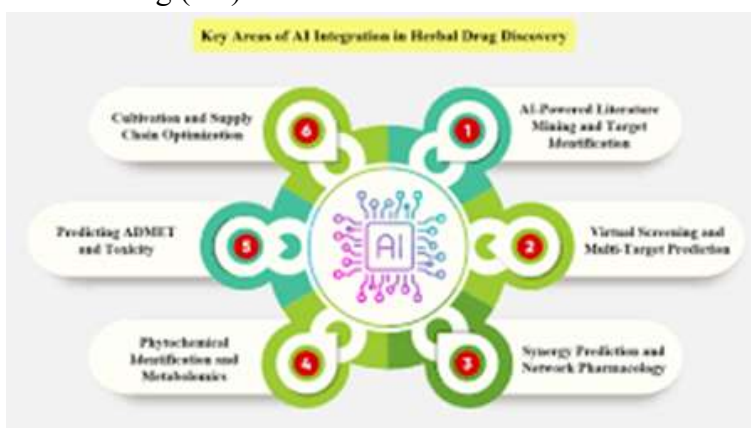 Key Areas of AI Integration in Herbal Drug Discovery
1
AI-Powered Literature
Mining and Target
Identification
2
Virtual Screening and
Multi-Target Prediction
3
Synergy Prediction and
Network Pharmacology
4
Phytochemical
Identification and
Metabolomics
5
Predicting ADMET
and Toxicity
6
Cultivation and Supply
Chain Optimization
AI